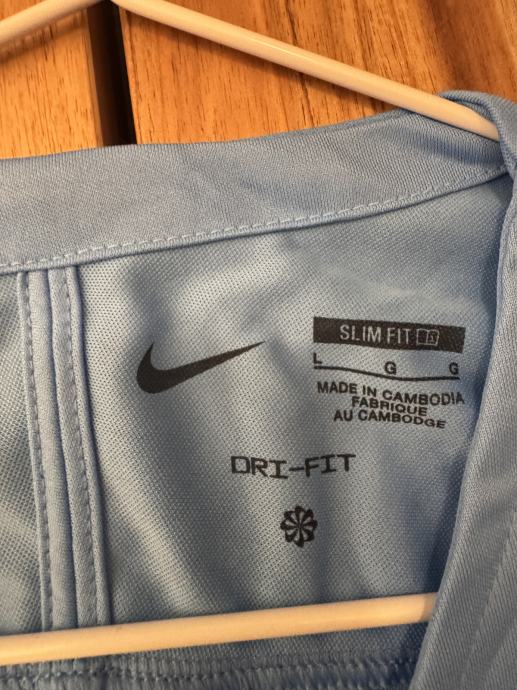 SLIM FIT
L G G
MADE IN CAMBODIA
FABRIQUE
AU CAMBODGE
DRI-FIT